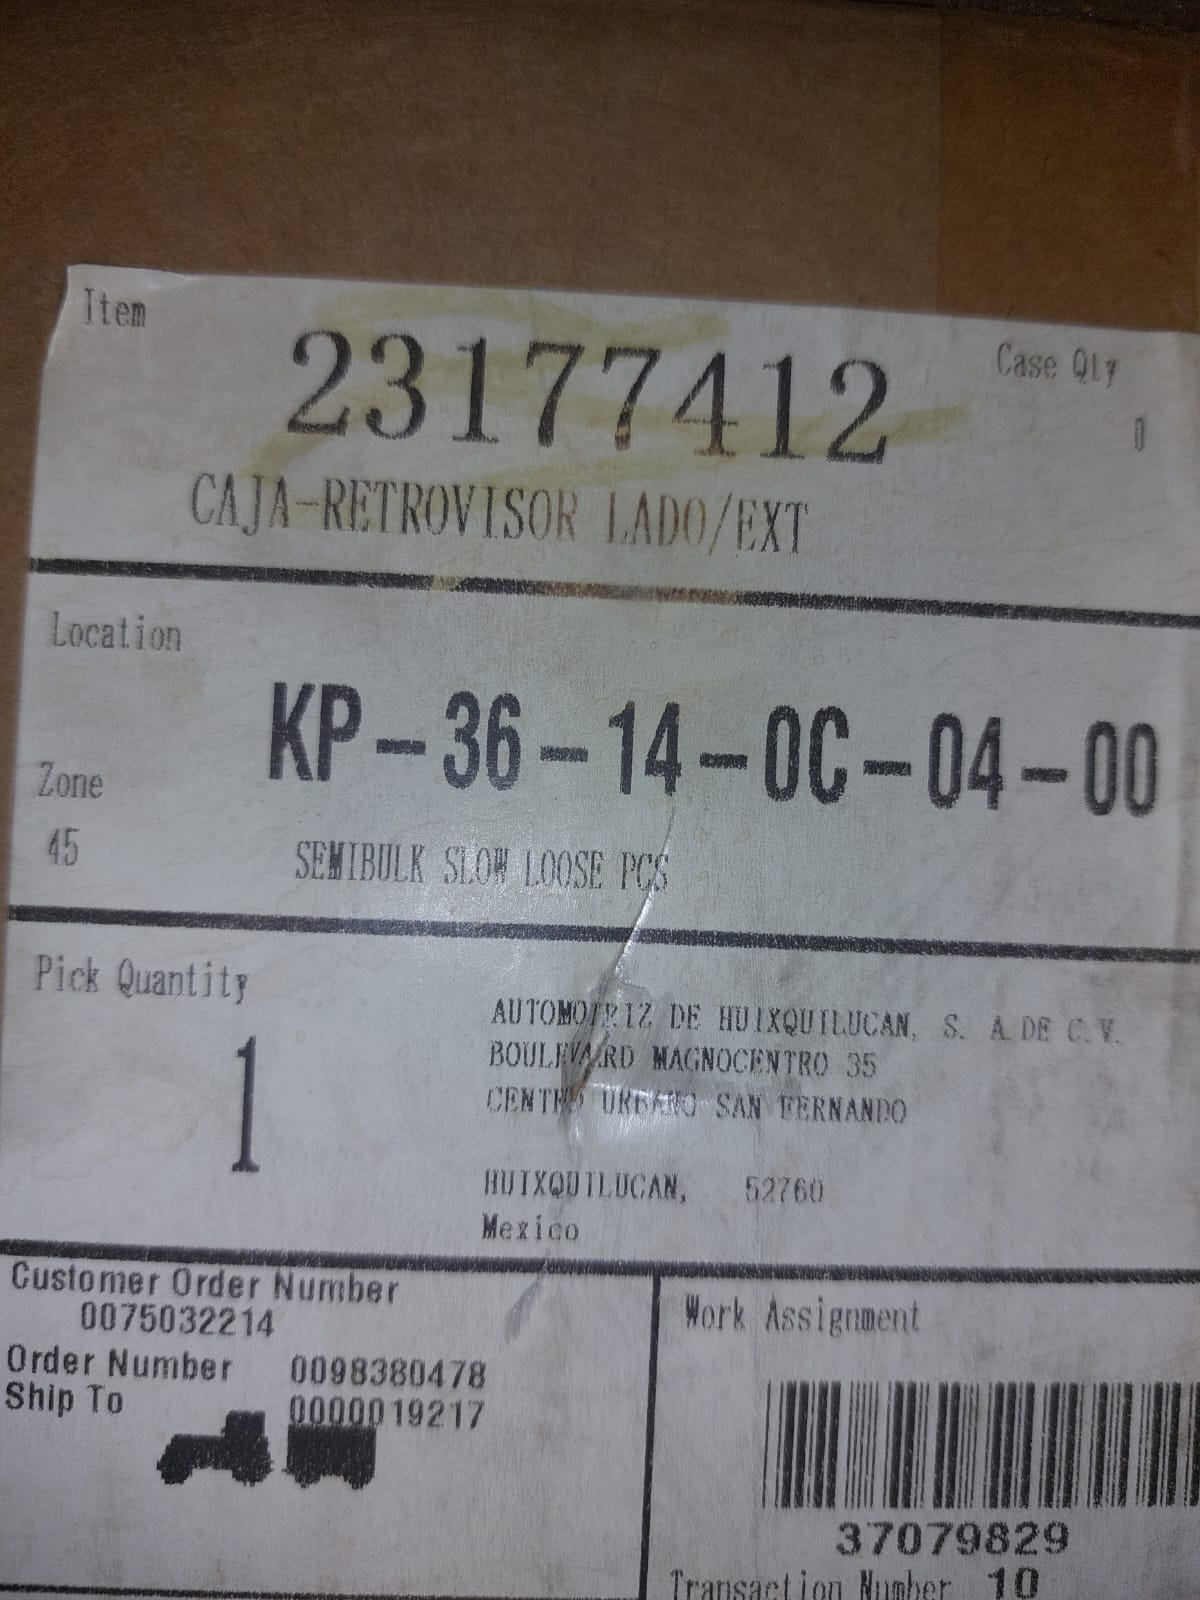 Item
23177412
Case Qty
0
CAJA-RETROVISOR LADO/EXT
Location
KP-36-14-0C-04-00
Zone
45
SEMIBULK SLOW LOOSE PCS
Pick Quantity
1
AUTOMOTRIZ DE HUIXQUILUCAN, S. A. DE C. V.
BOULEVARD MAGNOCENTRO 35
CENTRO URBANO SAN FERNANDO
HUIXQUILUCAN, 52760
Mexico
Customer Order Number
0075032214
Order Number 0098380478
Ship To 0000019217
Work Assignment
37079829
Transaction Number 10